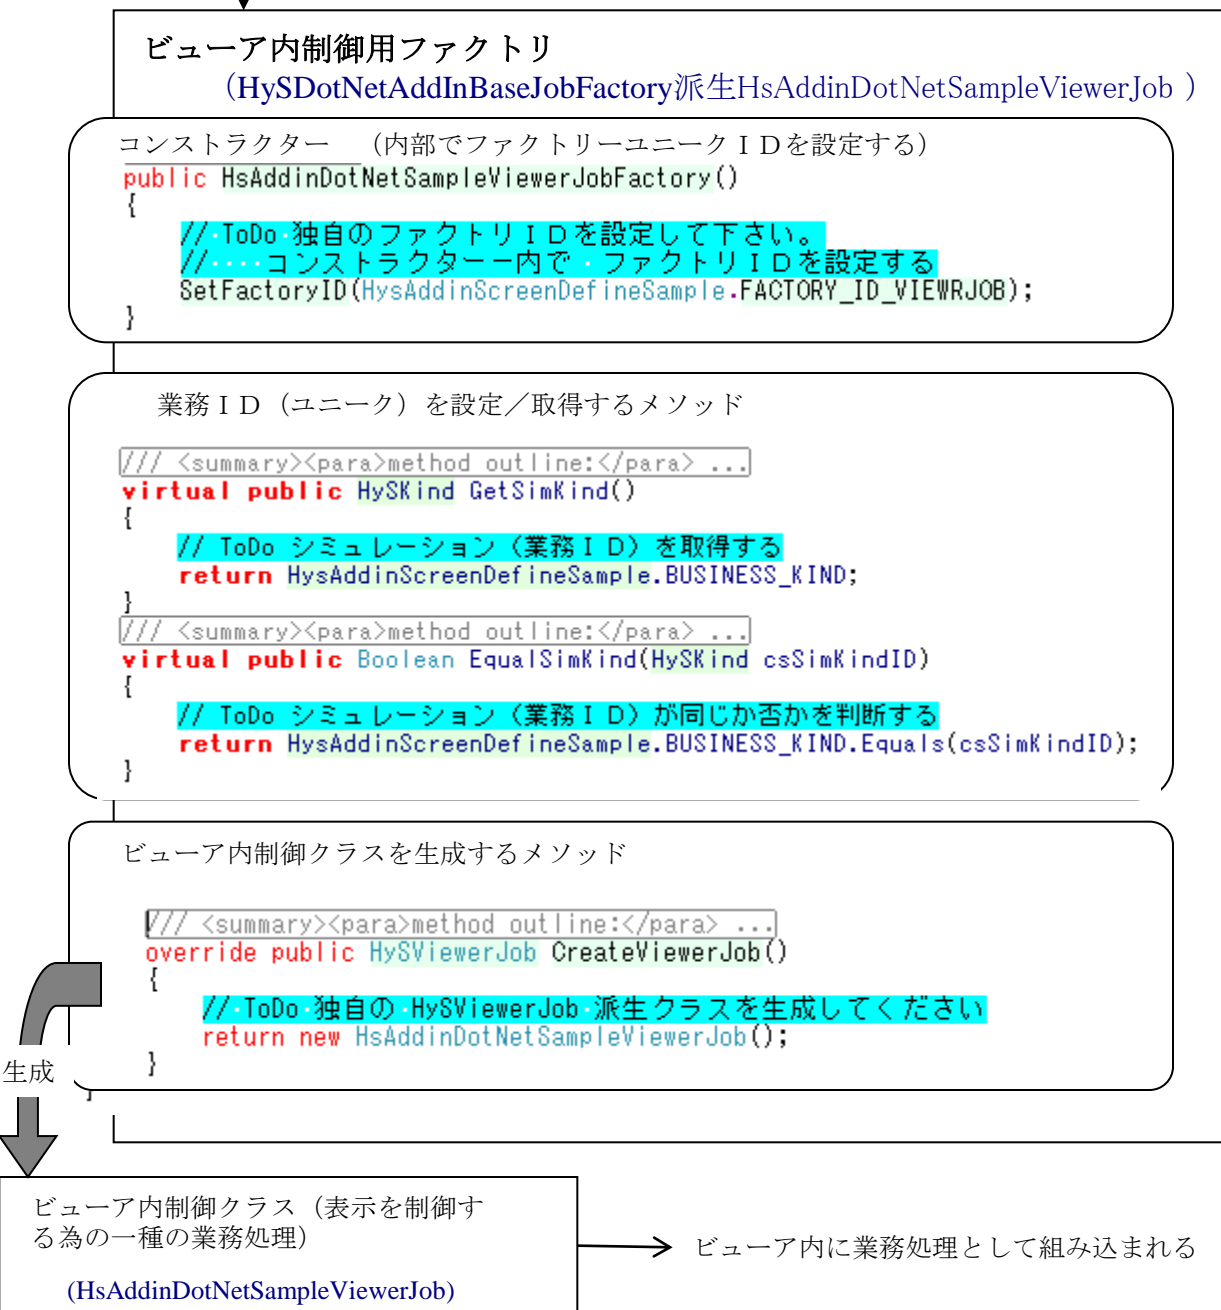 ビューア内制御用ファクトリ
（HySDotNetAddInBaseJobFactory派生HsAddinDotNetSampleViewerJob ）
コンストラクター　（内部でファクトリーユニークＩＤを設定する）
public HsAddinDotNetSampleViewerJobFactory()
{
// ToDo 独自のファクトリＩＤを設定して下さい。
//····コンストラクターー内で · ファクトリＩＤを設定する
SetFactoryID(HysAddinScreenDefineSample.FACTORY_ID_VIEWRJOB);
}
業務ＩＤ（ユニーク）を設定／取得するメソッド
/// <summary><para>method outline:</para> ...
virtual public HySKind GetSimKind()
{
// ToDo シミュレーション（業務ＩＤ）を取得する
return HysAddinScreenDefineSample.BUSINESS_KIND;
}
/// <summary><para>method outline:</para> ...
virtual public Boolean EqualSimKind(HySKind csSimKindID)
{
// ToDo シミュレーション（業務ＩＤ）が同じか否かを判断する
return HysAddinScreenDefineSample.BUSINESS_KIND.Equals(csSimKindID);
}
ビューア内制御クラスを生成するメソッド
/// <summary><para>method outline:</para> ...
override public HySViewerJob CreateViewerJob()
{
//·ToDo·独自の·HySViewerJob·派生クラスを生成してください
return new HsAddinDotNetSampleViewerJob();
}
生成
ビューア内制御クラス（表示を制御す
る為の一種の業務処理）
(HsAddinDotNetSampleViewerJob)
ビューア内に業務処理として組み込まれる